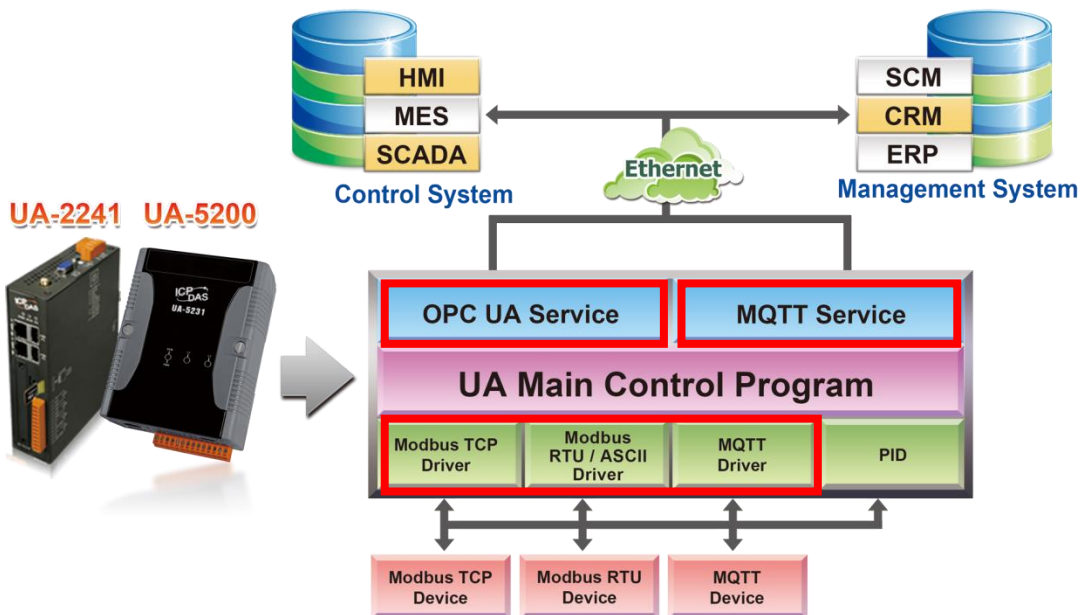 HMI
MES
SCADA
Control System
SCM
CRM
ERP
Management System
Ethernet
UA-2241 UA-5200
ICP
DAS
ICP
DAS
UA-5231
OPC UA Service
MQTT Service
UA Main Control Program
Modbus TCP
Driver
Modbus
RTU / ASCII
Driver
MQTT
Driver
PID
Modbus TCP
Device
Modbus RTU
Device
MQTT
Device